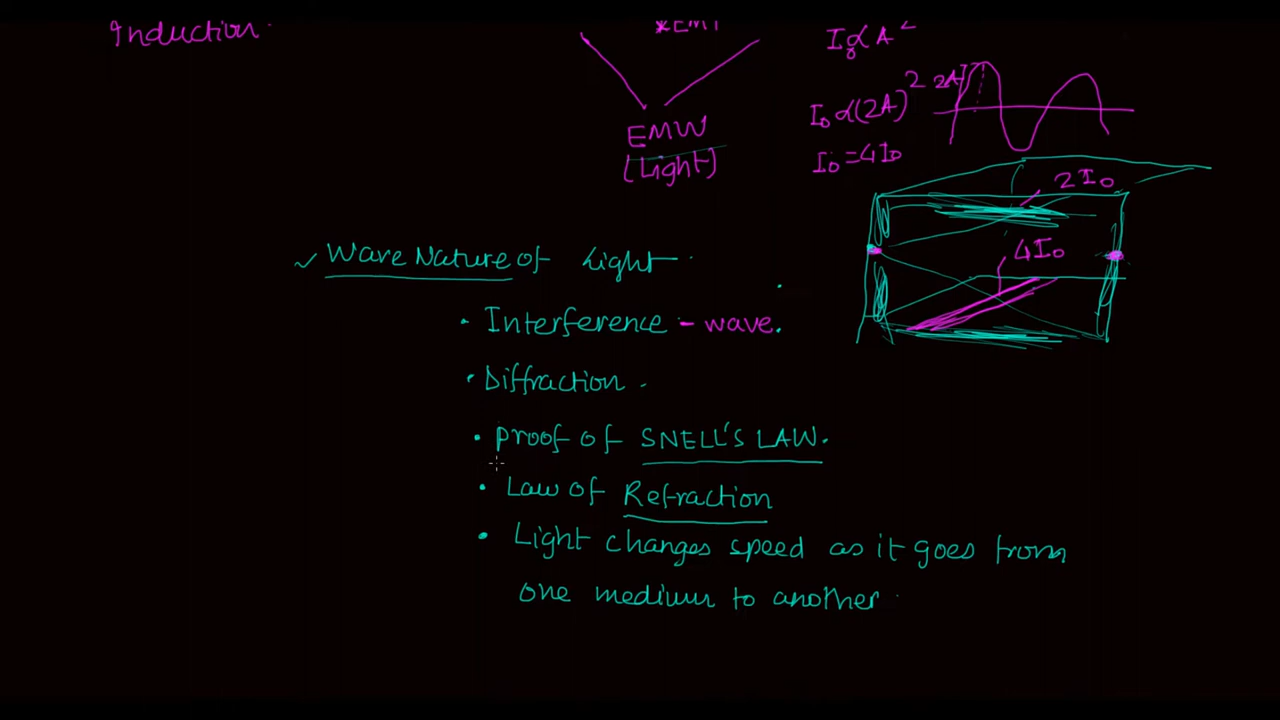 Induction.
EMW
(Light)
I₀∝A²
I₀∝(2A)²
2A
I₀=4I₀
2I₀
4I₀
✓ Wave Nature of Light.
• Interference - wave.
• Diffraction.
• Proof of SNELL'S LAW.
• Law of Refraction
• Light changes speed as it goes from
one medium to another.